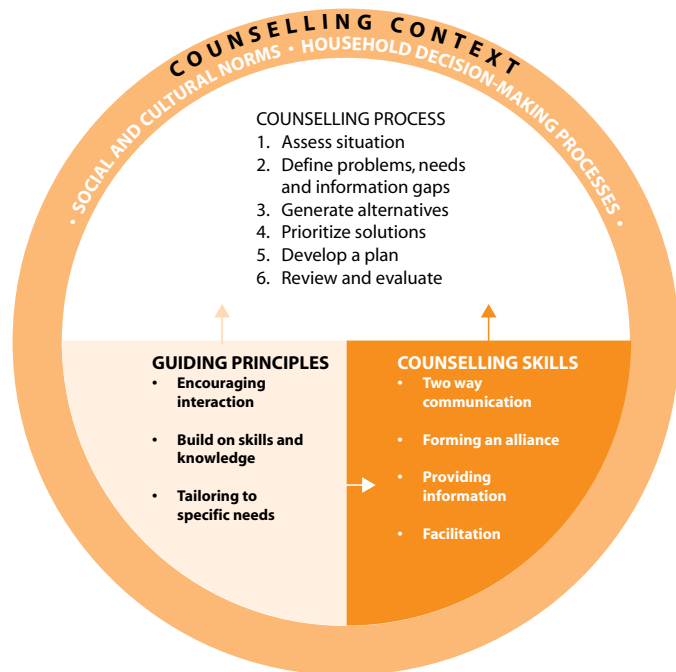 COUNSELLING CONTEXT
• SOCIAL AND CULTURAL NORMS • HOUSEHOLD DECISION-MAKING PROCESSES •
COUNSELLING PROCESS
1. Assess situation
2. Define problems, needs
and information gaps
3. Generate alternatives
4. Prioritize solutions
5. Develop a plan
6. Review and evaluate
GUIDING PRINCIPLES
• Encouraging
interaction
• Build on skills and
knowledge
• Tailoring to
specific needs
COUNSELLING SKILLS
• Two way
communication
• Forming an alliance
• Providing
information
• Facilitation